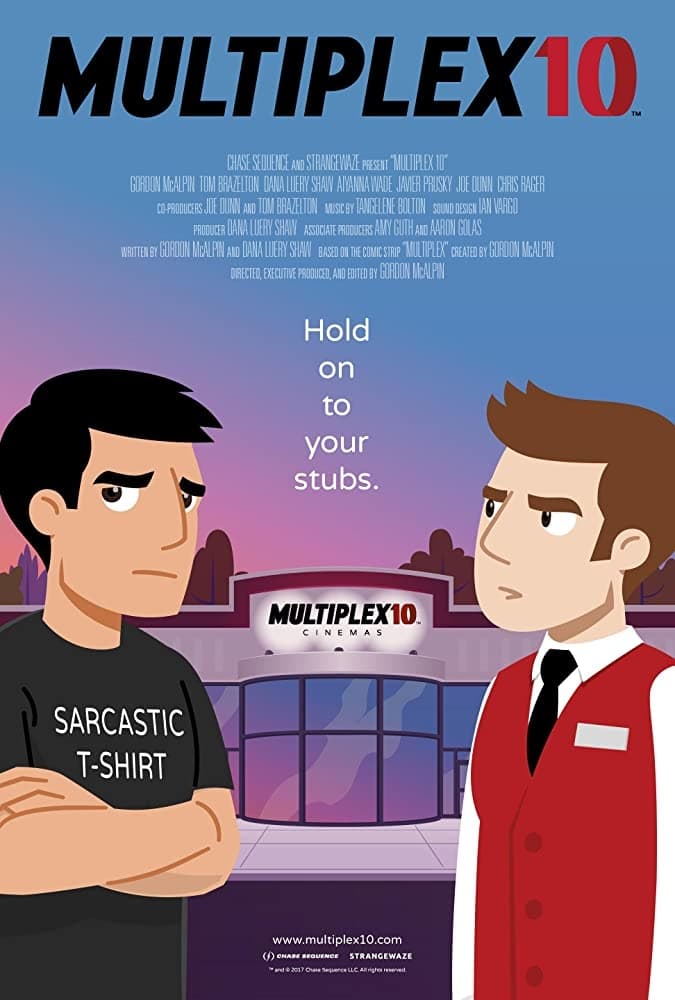 MULTIPLEX10™
CHASE SEQUENCE AND STRANGEWAZE PRESENT "MULTIPLEX 10"
GORDON McALPIN TOM BRAZELTON DANA LUERY SHAW AIYANNA WADE JAVIER PRUSKY JOE DUNN CHRIS RAGER
CO-PRODUCERS JOE DUNN AND TOM BRAZELTON MUSIC BY TANGELENE BOLTON SOUND DESIGN IAN VARGO
PRODUCER DANA LUERY SHAW ASSOCIATE PRODUCERS AMY GUTH AND AARON GOLAS
WRITTEN BY GORDON McALPIN AND DANA LUERY SHAW BASED ON THE COMIC STRIP "MULTIPLEX" CREATED BY GORDON McALPIN
DIRECTED, EXECUTIVE PRODUCED, AND EDITED BY GORDON McALPIN
Hold
on
to
your
stubs.
MULTIPLEX10™
CINEMAS
SARCASTIC
T-SHIRT
www.multiplex10.com
CHASE SEQUENCE STRANGEWAZE
™ and © 2017 Chase Sequence LLC. All rights reserved.